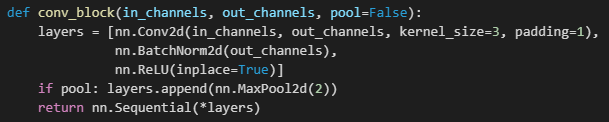 def conv_block(in_channels, out_channels, pool=False):
    layers = [nn.Conv2d(in_channels, out_channels, kernel_size=3, padding=1),
              nn.BatchNorm2d(out_channels),
              nn.ReLU(inplace=True)]
    if pool: layers.append(nn.MaxPool2d(2))
    return nn.Sequential(*layers)